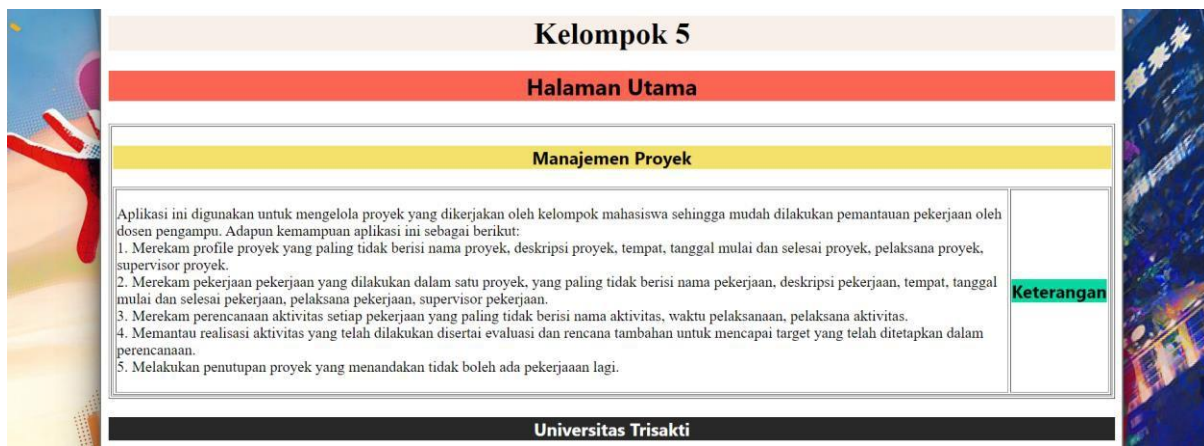 Kelompok 5
Halaman Utama
Manajemen Proyek
Aplikasi ini digunakan untuk mengelola proyek yang dikerjakan oleh kelompok mahasiswa sehingga mudah dilakukan pemantauan pekerjaan oleh
dosen pengampu. Adapun kemampuan aplikasi ini sebagai berikut:
1. Merekam profile proyek yang paling tidak berisi nama proyek, deskripsi proyek, tempat, tanggal mulai dan selesai proyek, pelaksana proyek,
supervisor proyek.
2. Merekam pekerjaan pekerjaan yang dilakukan dalam satu proyek, yang paling tidak berisi nama pekerjaan, deskripsi pekerjaan, tempat, tanggal
mulai dan selesai pekerjaan, pelaksana pekerjaan, supervisor pekerjaan.
3. Merekam perencanaan aktivitas setiap pekerjaan yang paling tidak berisi nama aktivitas, waktu pelaksanaan, pelaksana aktivitas.
4. Memantau realisasi aktivitas yang telah dilakukan disertai evaluasi dan rencana tambahan untuk mencapai target yang telah ditetapkan dalam
perencanaan.
5. Melakukan penutupan proyek yang menandakan tidak boleh ada pekerjaaan lagi.
Keterangan
Universitas Trisakti